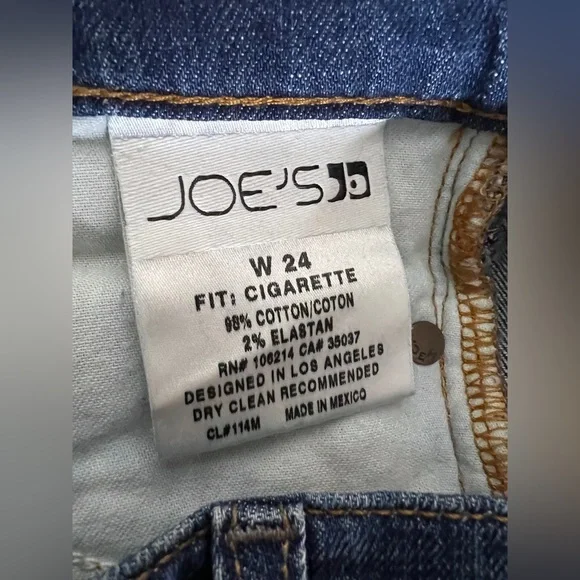 JOE'S
W 24
FIT: CIGARETTE
98% COTTON/COTON
2% ELASTAN
RN# 106214 CA# 35037
DESIGNED IN LOS ANGELES
DRY CLEAN RECOMMENDED
CL#114M MADE IN MEXICO